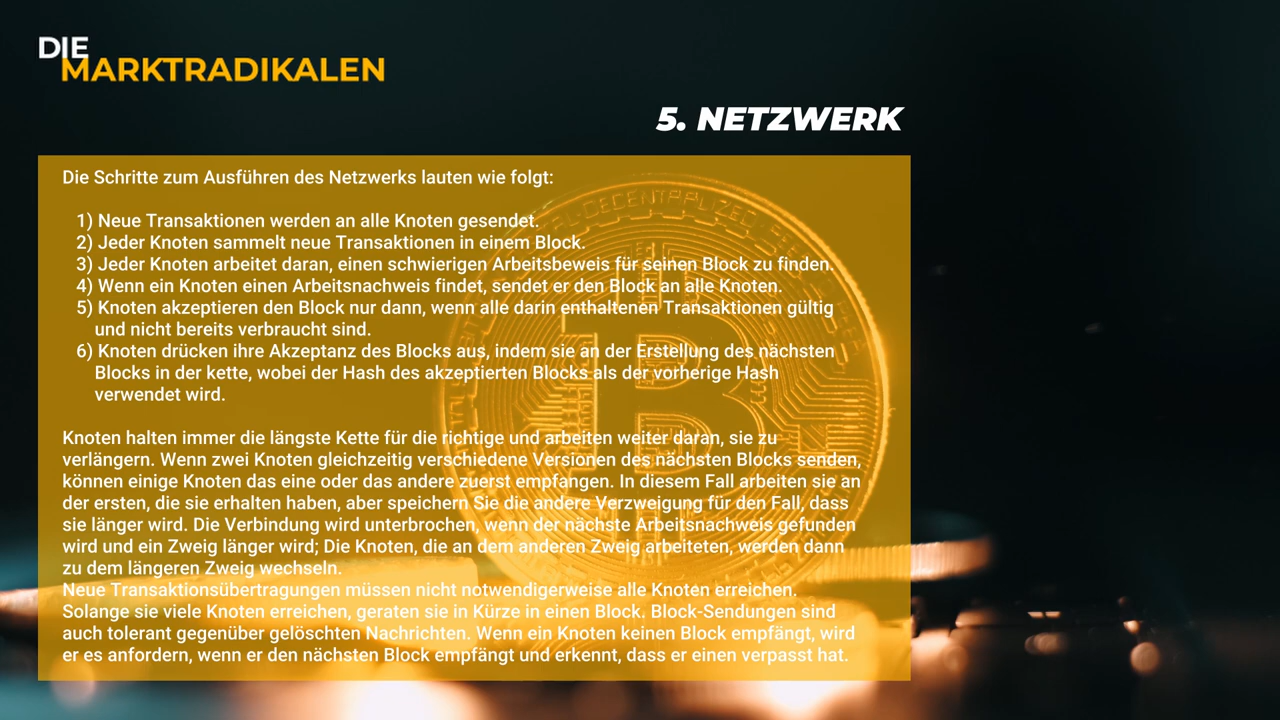 DIE
MARKTRADIKALEN
5. NETZWERK
Die Schritte zum Ausführen des Netzwerks lauten wie folgt:
1) Neue Transaktionen werden an alle Knoten gesendet.
2) Jeder Knoten sammelt neue Transaktionen in einem Block.
3) Jeder Knoten arbeitet daran, einen schwierigen Arbeitsbeweis für seinen Block zu finden.
4) Wenn ein Knoten einen Arbeitsnachweis findet, sendet er den Block an alle Knoten.
5) Knoten akzeptieren den Block nur dann, wenn alle darin enthaltenen Transaktionen gültig
und nicht bereits verbraucht sind.
6) Knoten drücken ihre Akzeptanz des Blocks aus, indem sie an der Erstellung des nächsten
Blocks in der kette, wobei der Hash des akzeptierten Blocks als der vorherige Hash
verwendet wird.
Knoten halten immer die längste Kette für die richtige und arbeiten weiter daran, sie zu
verlängern. Wenn zwei Knoten gleichzeitig verschiedene Versionen des nächsten Blocks senden,
können einige Knoten das eine oder das andere zuerst empfangen. In diesem Fall arbeiten sie an
der ersten, die sie erhalten haben, aber speichern Sie die andere Verzweigung für den Fall, dass
sie länger wird. Die Verbindung wird unterbrochen, wenn der nächste Arbeitsnachweis gefunden
wird und ein Zweig länger wird; Die Knoten, die an dem anderen Zweig arbeiteten, werden dann
zu dem längeren Zweig wechseln.
Neue Transaktionsübertragungen müssen nicht notwendigerweise alle Knoten erreichen.
Solange sie viele Knoten erreichen, geraten sie in Kürze in einen Block. Block-Sendungen sind
auch tolerant gegenüber gelöschten Nachrichten. Wenn ein Knoten keinen Block empfängt, wird
er es anfordern, wenn er den nächsten Block empfängt und erkennt, dass er einen verpasst hat.
DECENTRALIZED